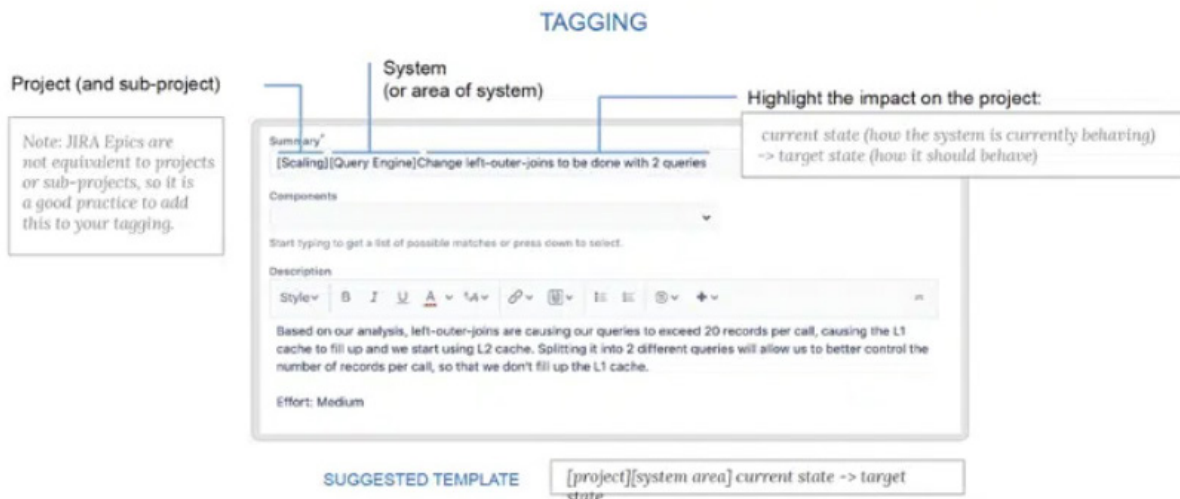 TAGGING
Project (and sub-project)
System
(or area of system)
Highlight the impact on the project:
Note: JIRA Epics are
not equivalent to projects
or sub-projects, so it is
a good practice to add
this to your tagging.
current state (how the system is currently behaving)
-> target state (how it should behave)
Summary*
[Scaling][Query Engine]Change left-outer-joins to be done with 2 queries
Components
Start typing to get a list of possible matches or press down to select.
Description
Style B I U A
Based on our analysis, left-outer-joins are causing our queries to exceed 20 records per call, causing the L1
cache to fill up and we start using L2 cache. Splitting it into 2 different queries will allow us to better control the
number of records per call, so that we don't fill up the L1 cache.
Effort: Medium
SUGGESTED TEMPLATE
[project][system area] current state -> target
state